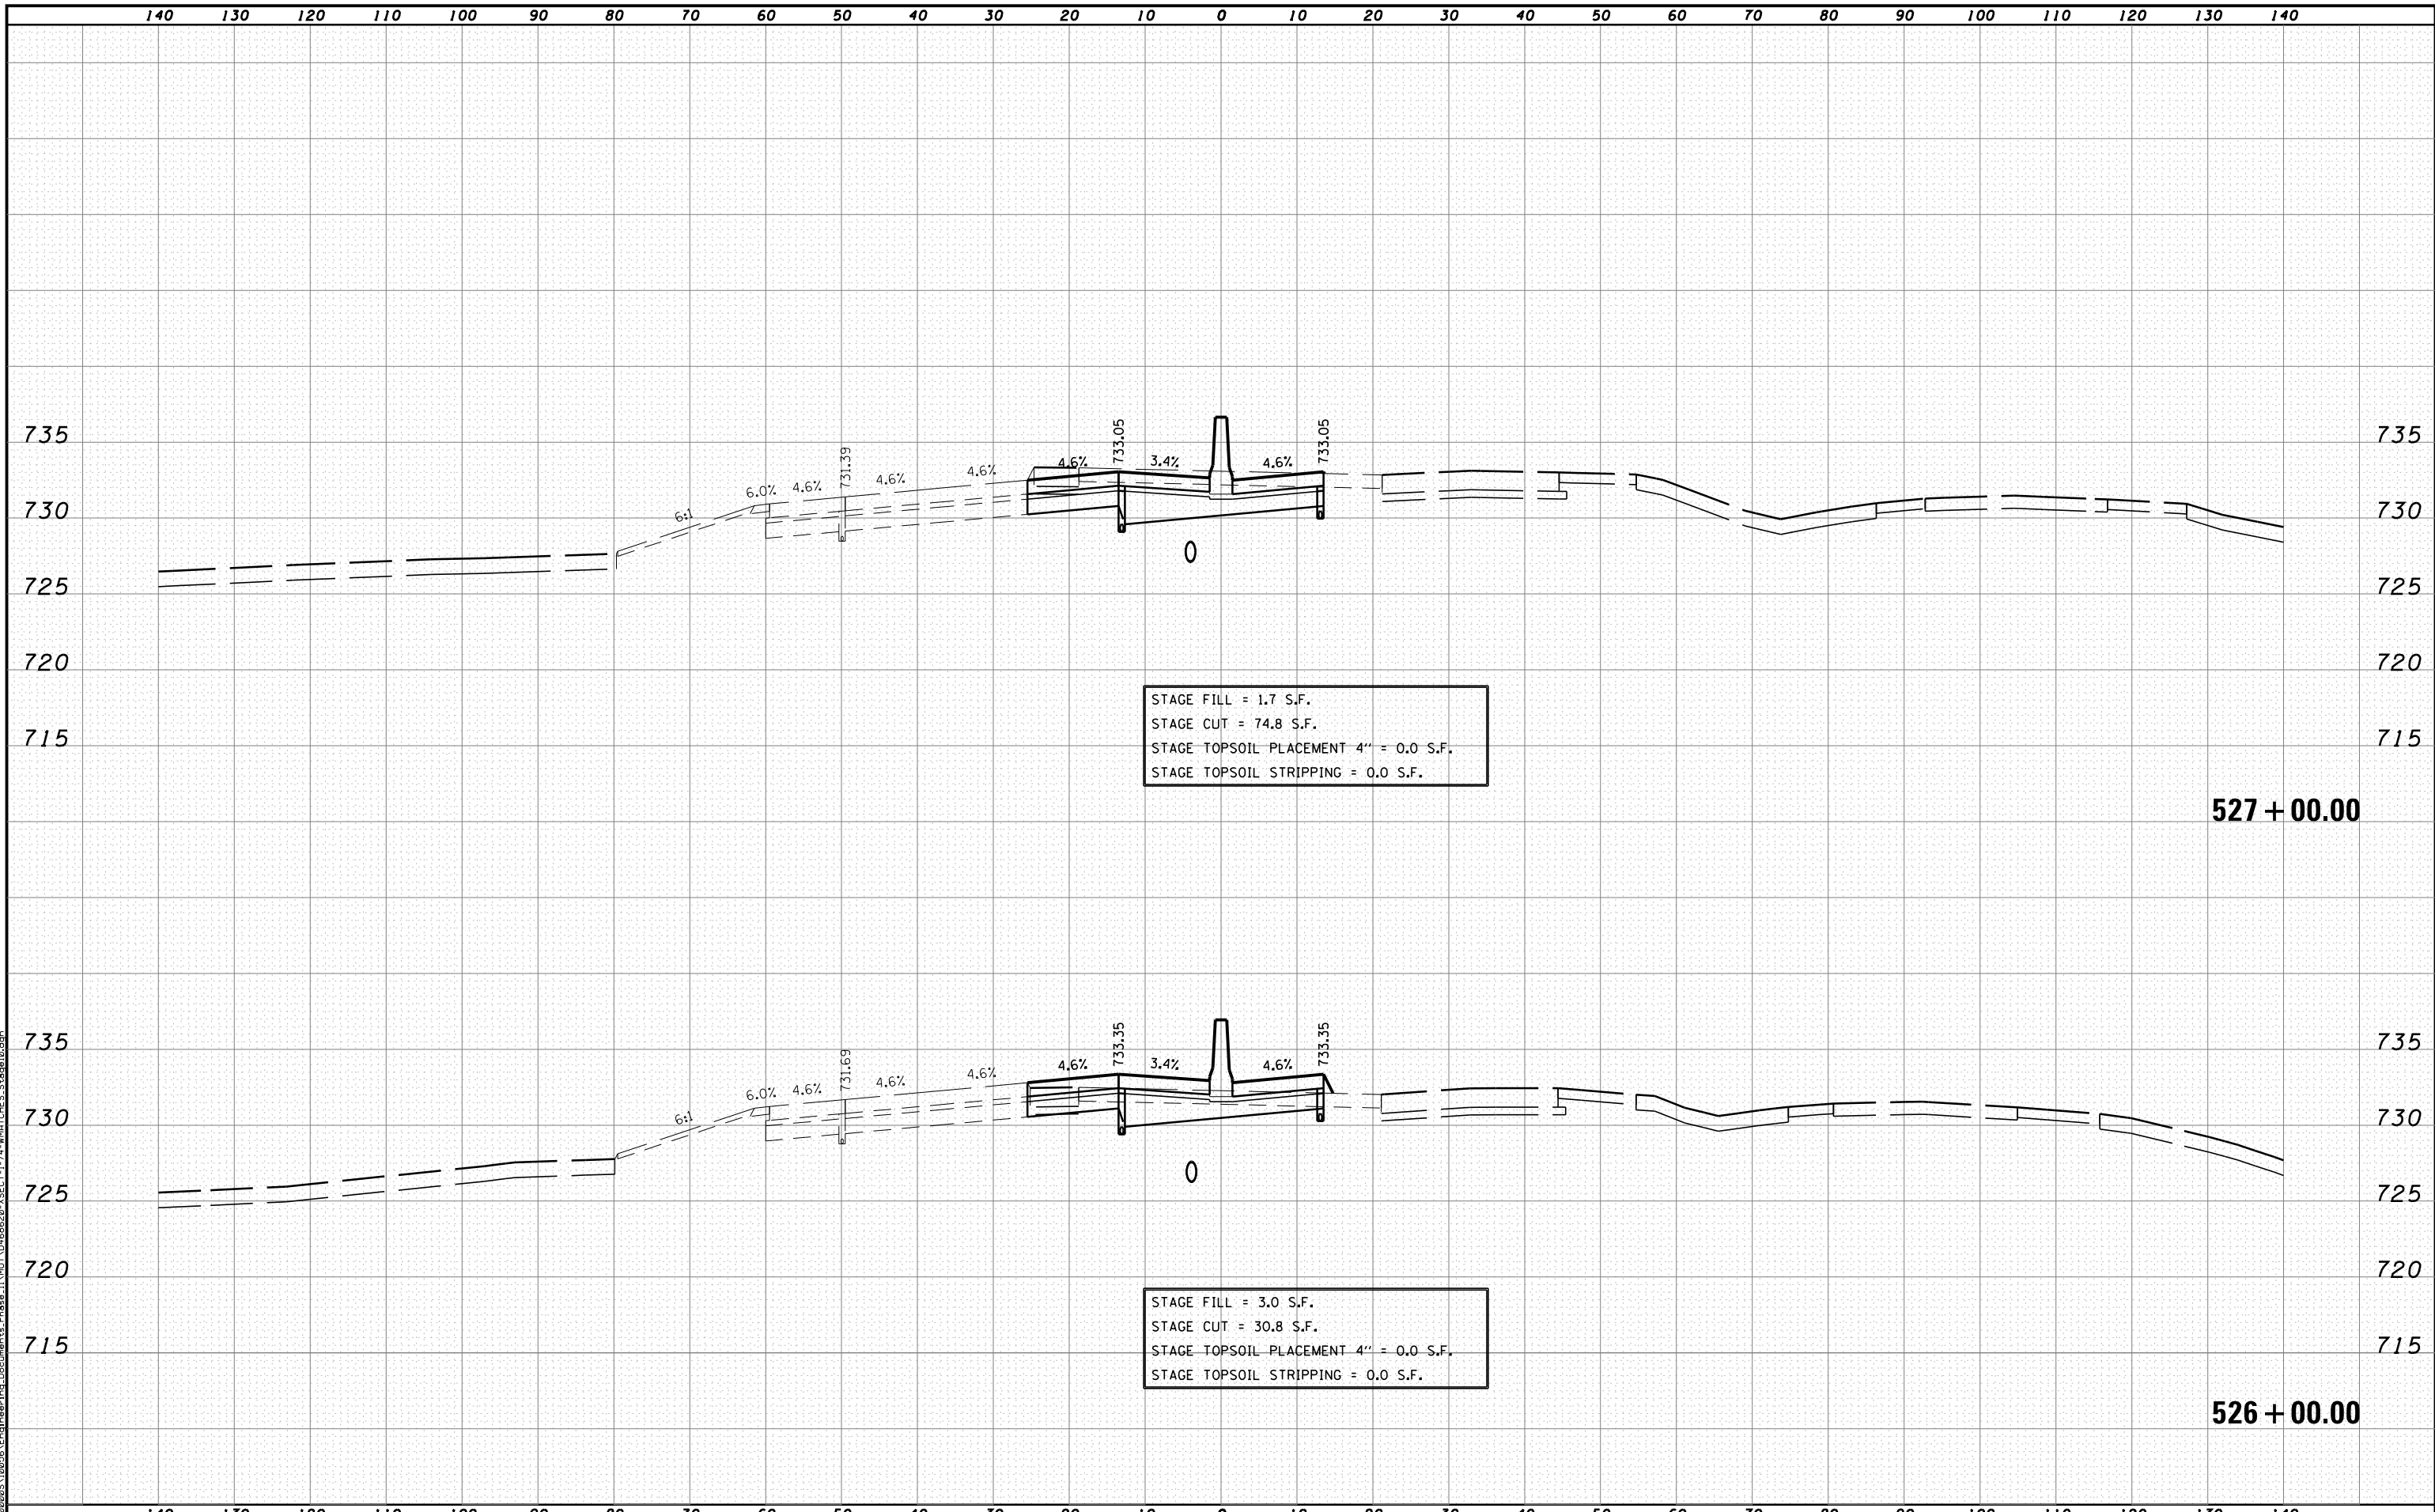 140 130 120 110 100 90 80 70 60 50 40 30 20 10 0 10 20 30 40 50 60 70 80 90 100 110 120 130 140
735 735
731.39 733.05 733.05
6:1 6.0% 4.6% 4.6% 4.6% 4.6% 3.4% 4.6%
730 730
725 725
720 720
STAGE FILL = 1.7 S.F.
STAGE CUT = 74.8 S.F.
STAGE TOPSOIL PLACEMENT 4'' = 0.0 S.F.
STAGE TOPSOIL STRIPPING = 0.0 S.F.
715 715
527+00.00
735 735
731.69 733.35 733.35
6:1 6.0% 4.6% 4.6% 4.6% 4.6% 3.4% 4.6%
730 730
725 725
720 720
STAGE FILL = 3.0 S.F.
STAGE CUT = 30.8 S.F.
STAGE TOPSOIL PLACEMENT 4'' = 0.0 S.F.
STAGE TOPSOIL STRIPPING = 0.0 S.F.
715 715
526+00.00